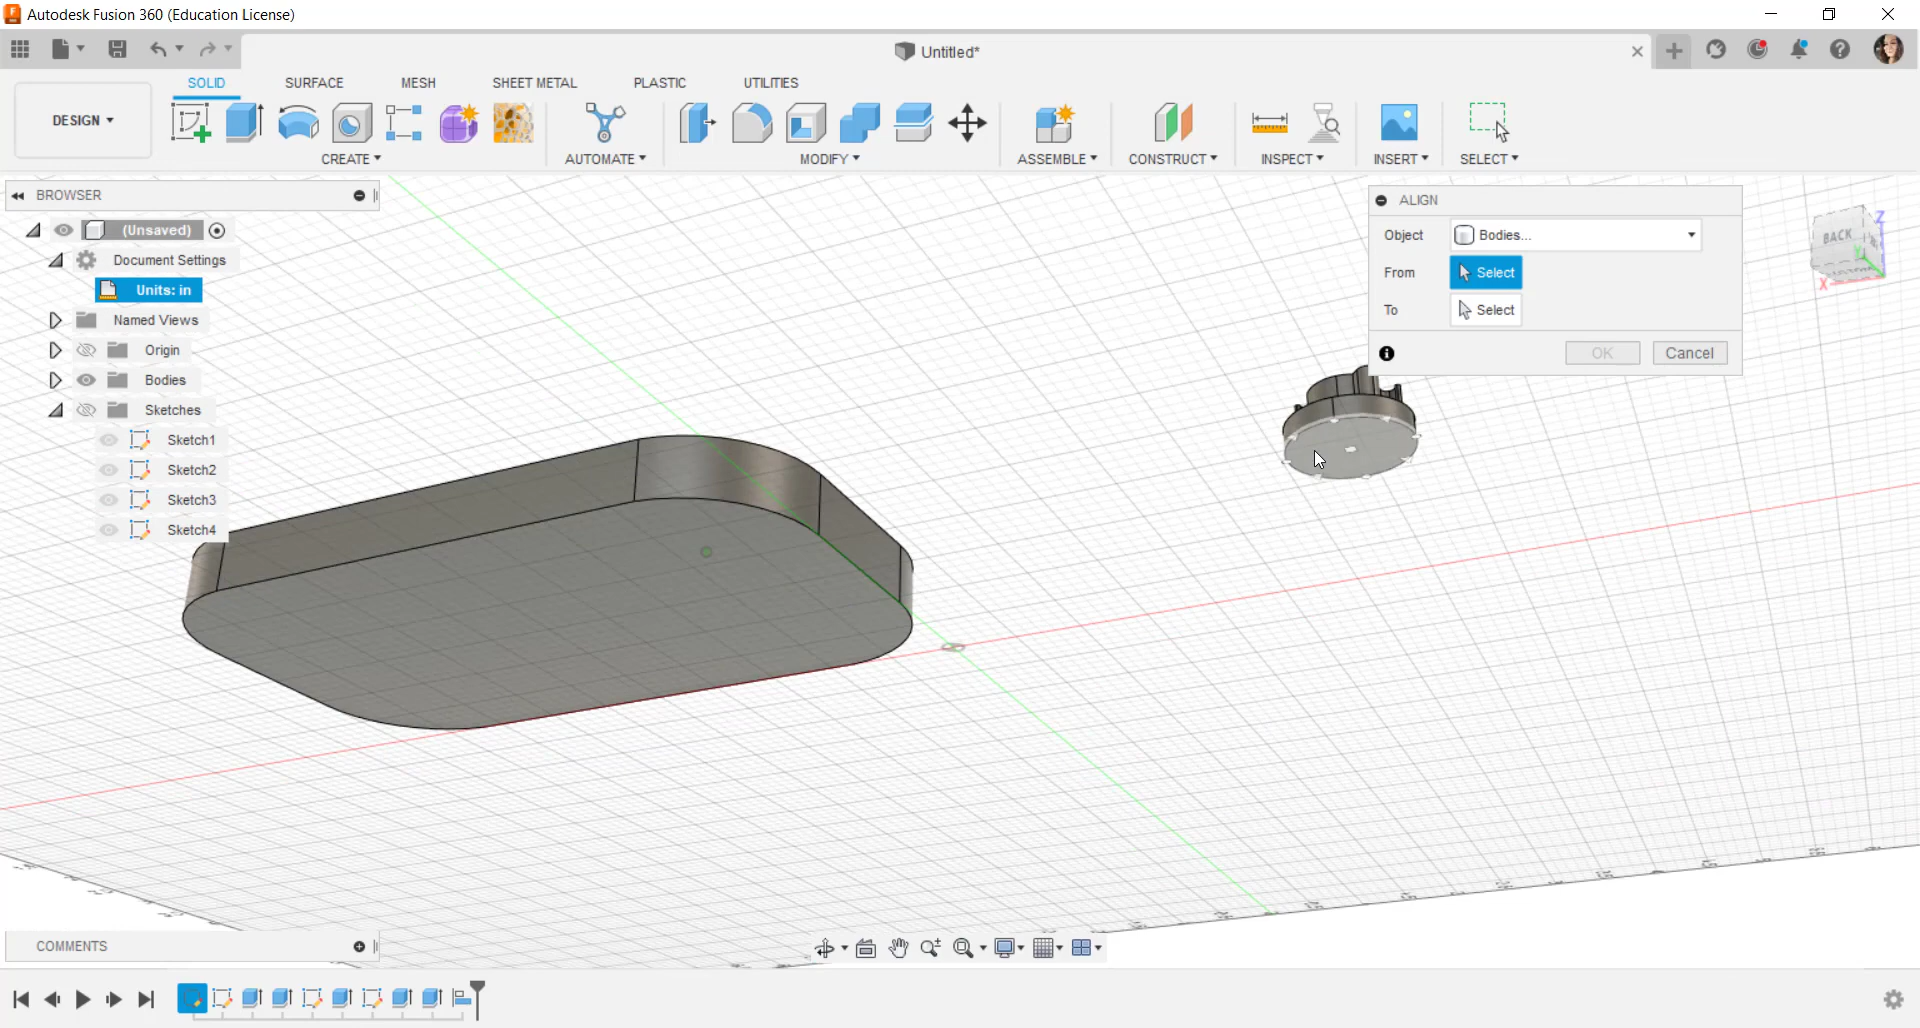 Autodesk Fusion 360 (Education License)
Untitled*
SOLID SURFACE MESH SHEET METAL PLASTIC UTILITIES
DESIGN
CREATE AUTOMATE MODIFY ASSEMBLE CONSTRUCT INSPECT INSERT SELECT
BROWSER
(Unsaved)
Document Settings
Units: in
Named Views
Origin
Bodies
Sketches
Sketch1
Sketch2
Sketch3
Sketch4
ALIGN
Object Bodies...
From Select
To Select
OK Cancel
BACK
Z
Y
X
COMMENTS